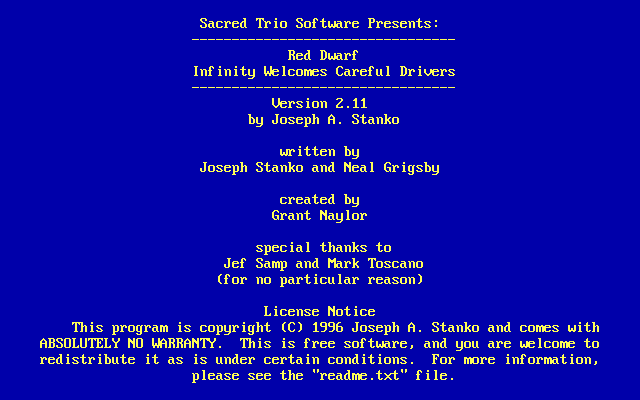 Sacred Trio Software Presents:
---------------------------------
Red Dwarf
Infinity Welcomes Careful Drivers
---------------------------------
Version 2.11
by Joseph A. Stanko
written by
Joseph Stanko and Neal Grigsby
created by
Grant Naylor
special thanks to
Jef Samp and Mark Toscano
(for no particular reason)
License Notice
This program is copyright (C) 1996 Joseph A. Stanko and comes with
ABSOLUTELY NO WARRANTY.  This is free software, and you are welcome to
redistribute it as is under certain conditions.  For more information,
please see the "readme.txt" file.